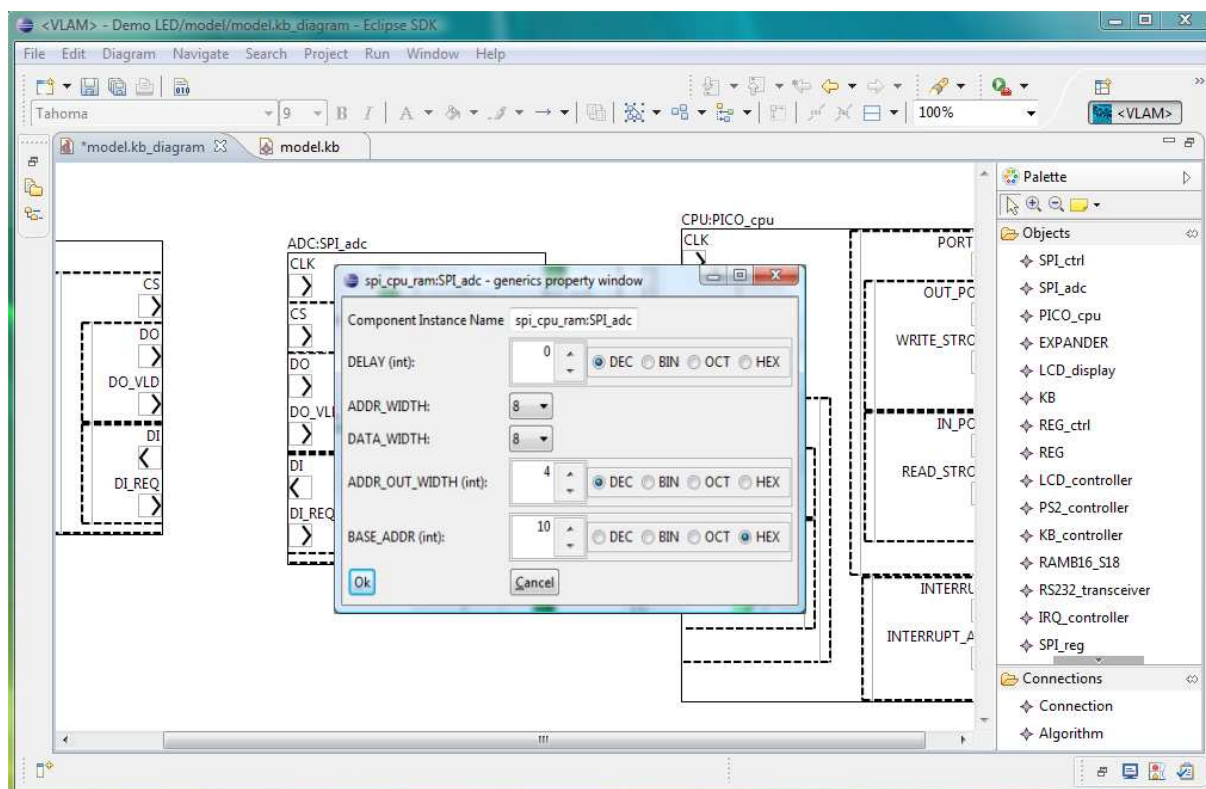 <VLAM> - Demo LED/model/model.kb_diagram - Eclipse SDK
File Edit Diagram Navigate Search Project Run Window Help
010
Tahoma 9 B I A 100% <VLAM>
*model.kb_diagram model.kb
Palette
Objects
SPI_ctrl
SPI_adc
PICO_cpu
EXPANDER
LCD_display
KB
REG_ctrl
REG
LCD_controller
PS2_controller
KB_controller
RAMB16_S18
RS232_transceiver
IRQ_controller
SPI_reg
Connections
Connection
Algorithm
CS
DO
DO_VLD
DI
DI_REQ
ADC:SPI_adc
CLK
CS
DO
DO_VL
DI
DI_REQ
CPU:PICO_cpu
CLK
PORT
OUT_PO
WRITE_STRO
IN_PO
READ_STRO
INTERRU
INTERRUPT_A
spi_cpu_ram:SPI_adc - generics property window
Component Instance Name spi_cpu_ram:SPI_adc
DELAY (int): 0 DEC BIN OCT HEX
ADDR_WIDTH: 8
DATA_WIDTH: 8
ADDR_OUT_WIDTH (int): 4 DEC BIN OCT HEX
BASE_ADDR (int): 10 DEC BIN OCT HEX
Ok Cancel